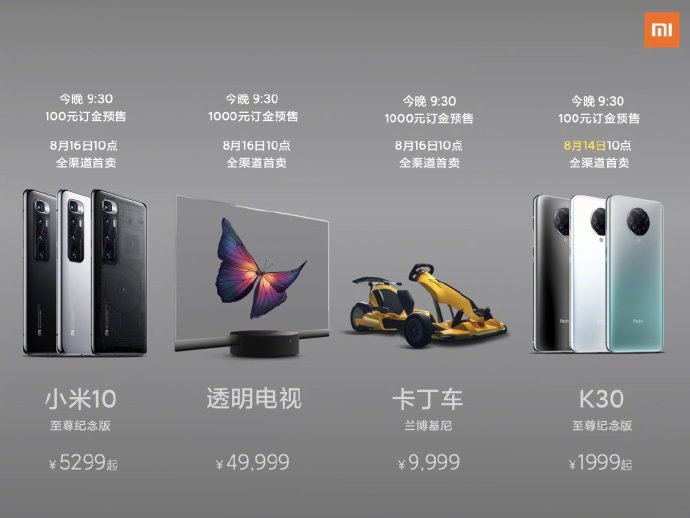 mi
今晚 9:30
100元订金预售
8月16日10点
全渠道首卖
小米10
至尊纪念版
¥5299起
今晚 9:30
1000元订金预售
8月16日10点
全渠道首卖
透明电视
¥49,999
今晚 9:30
100元订金预售
8月16日10点
全渠道首卖
卡丁车
兰博基尼
¥9,999
今晚 9:30
100元订金预售
8月14日10点
全渠道首卖
Redmi
Redmi
K30
至尊纪念版
¥1999起